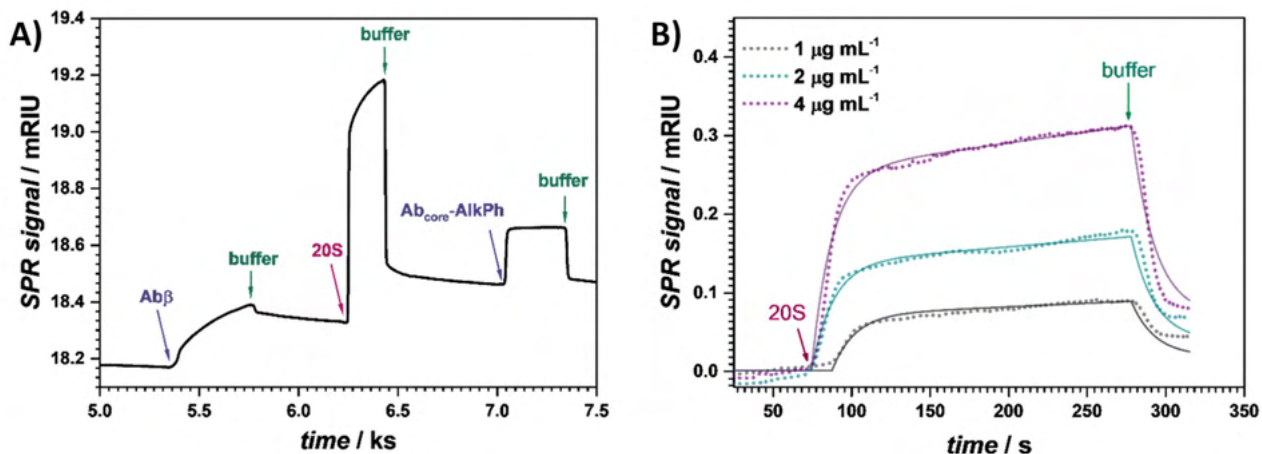 A)
SPR signal / mRIU
19.4
19.2
19.0
18.8
18.6
18.4
18.2
5.0 5.5 6.0 6.5 7.0 7.5
time / ks
Abβ
buffer
20S
buffer
Ab_core-AlkPh
buffer
B)
SPR signal / mRIU
0.4
0.3
0.2
0.1
0.0
50 100 150 200 250 300 350
time / s
1 μg mL⁻¹
2 μg mL⁻¹
4 μg mL⁻¹
20S
buffer